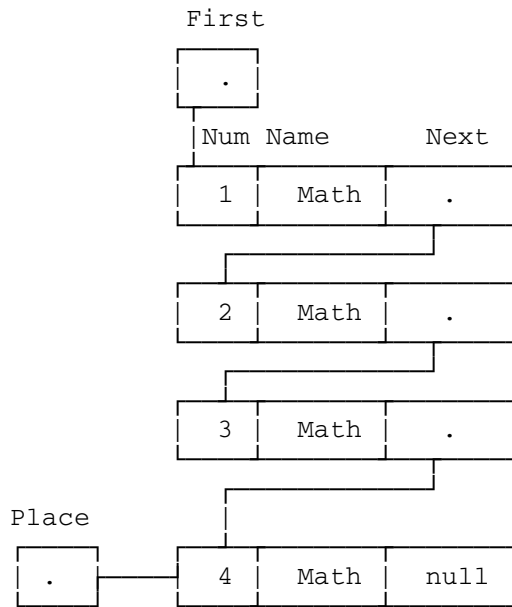 First
.
Num Name Next
1 Math .
2 Math .
3 Math .
Place
. 4 Math null